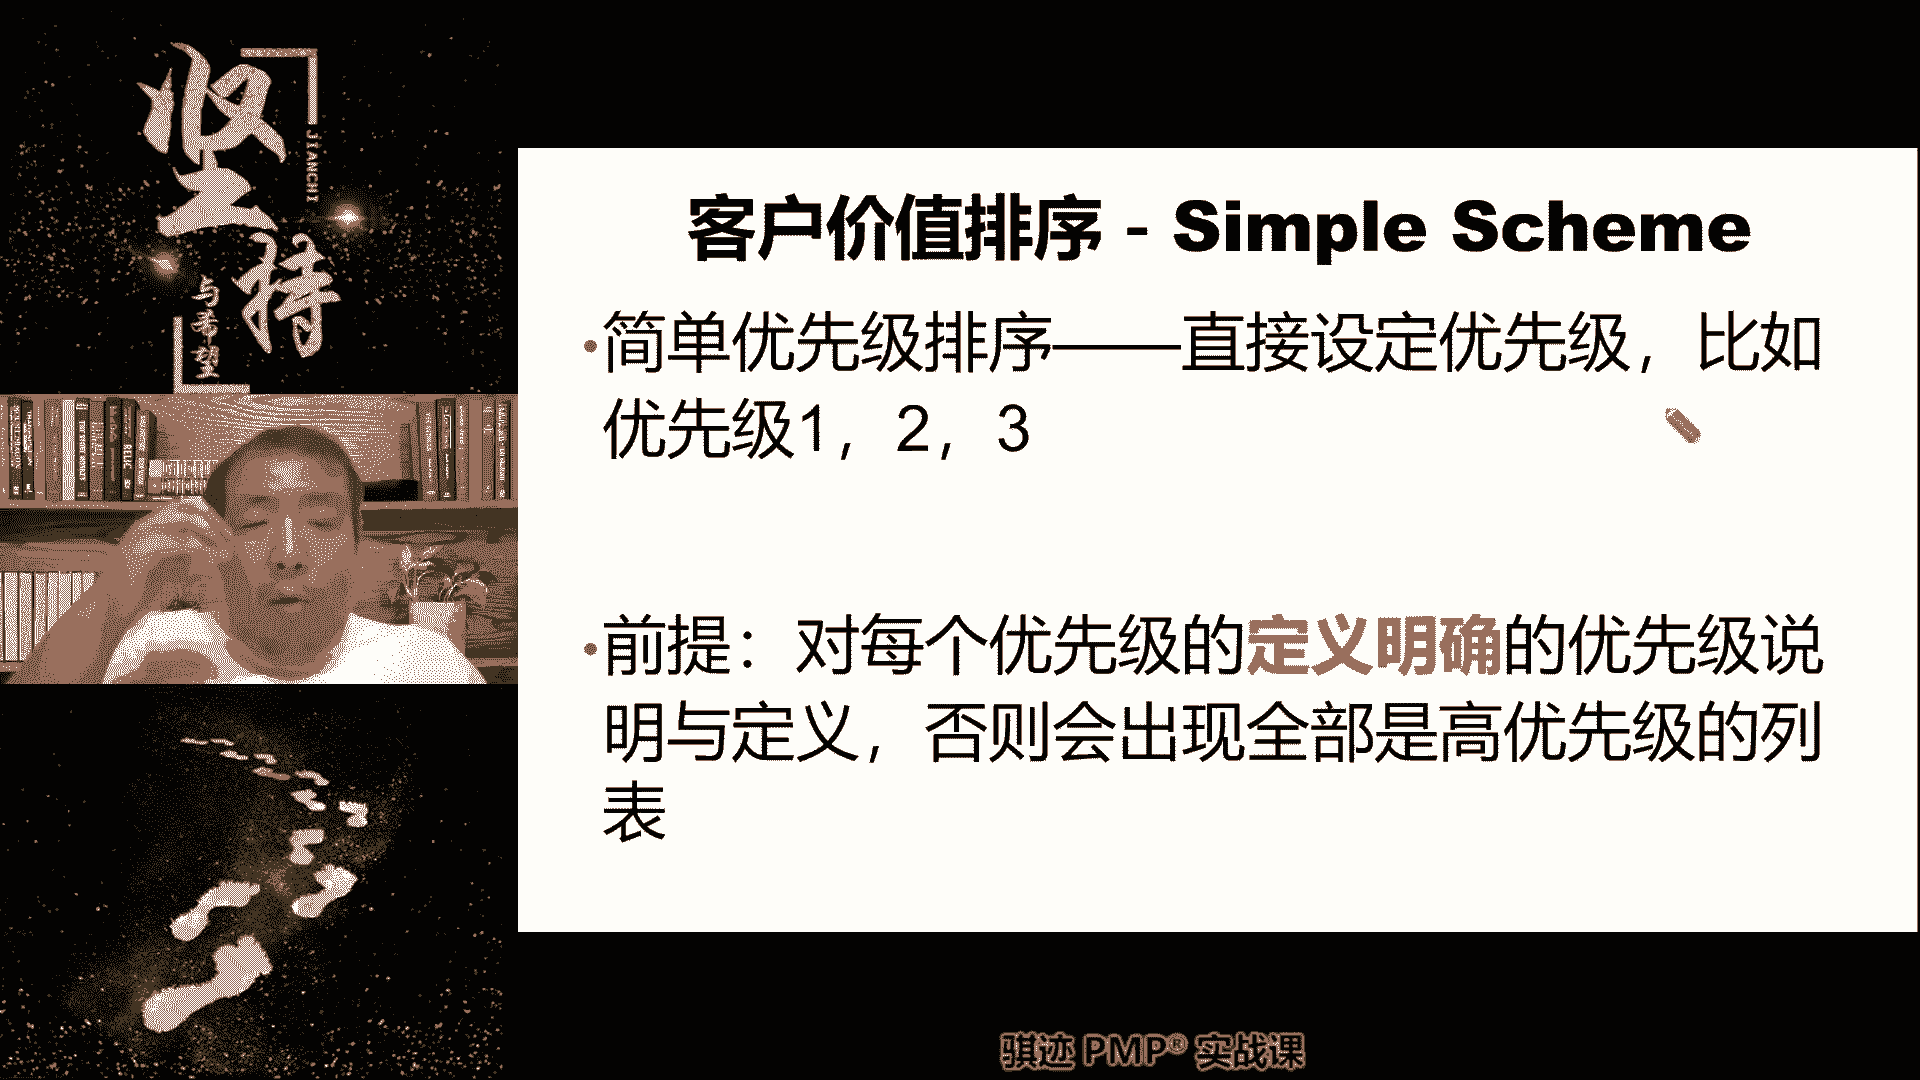 坚持
JIANCHI
与希望
客户价值排序 - Simple Scheme
•简单优先级排序——直接设定优先级，比如
优先级1，2，3
•前提：对每个优先级的定义明确的优先级说
明与定义，否则会出现全部是高优先级的列
表
骐迹 PMP® 实战课